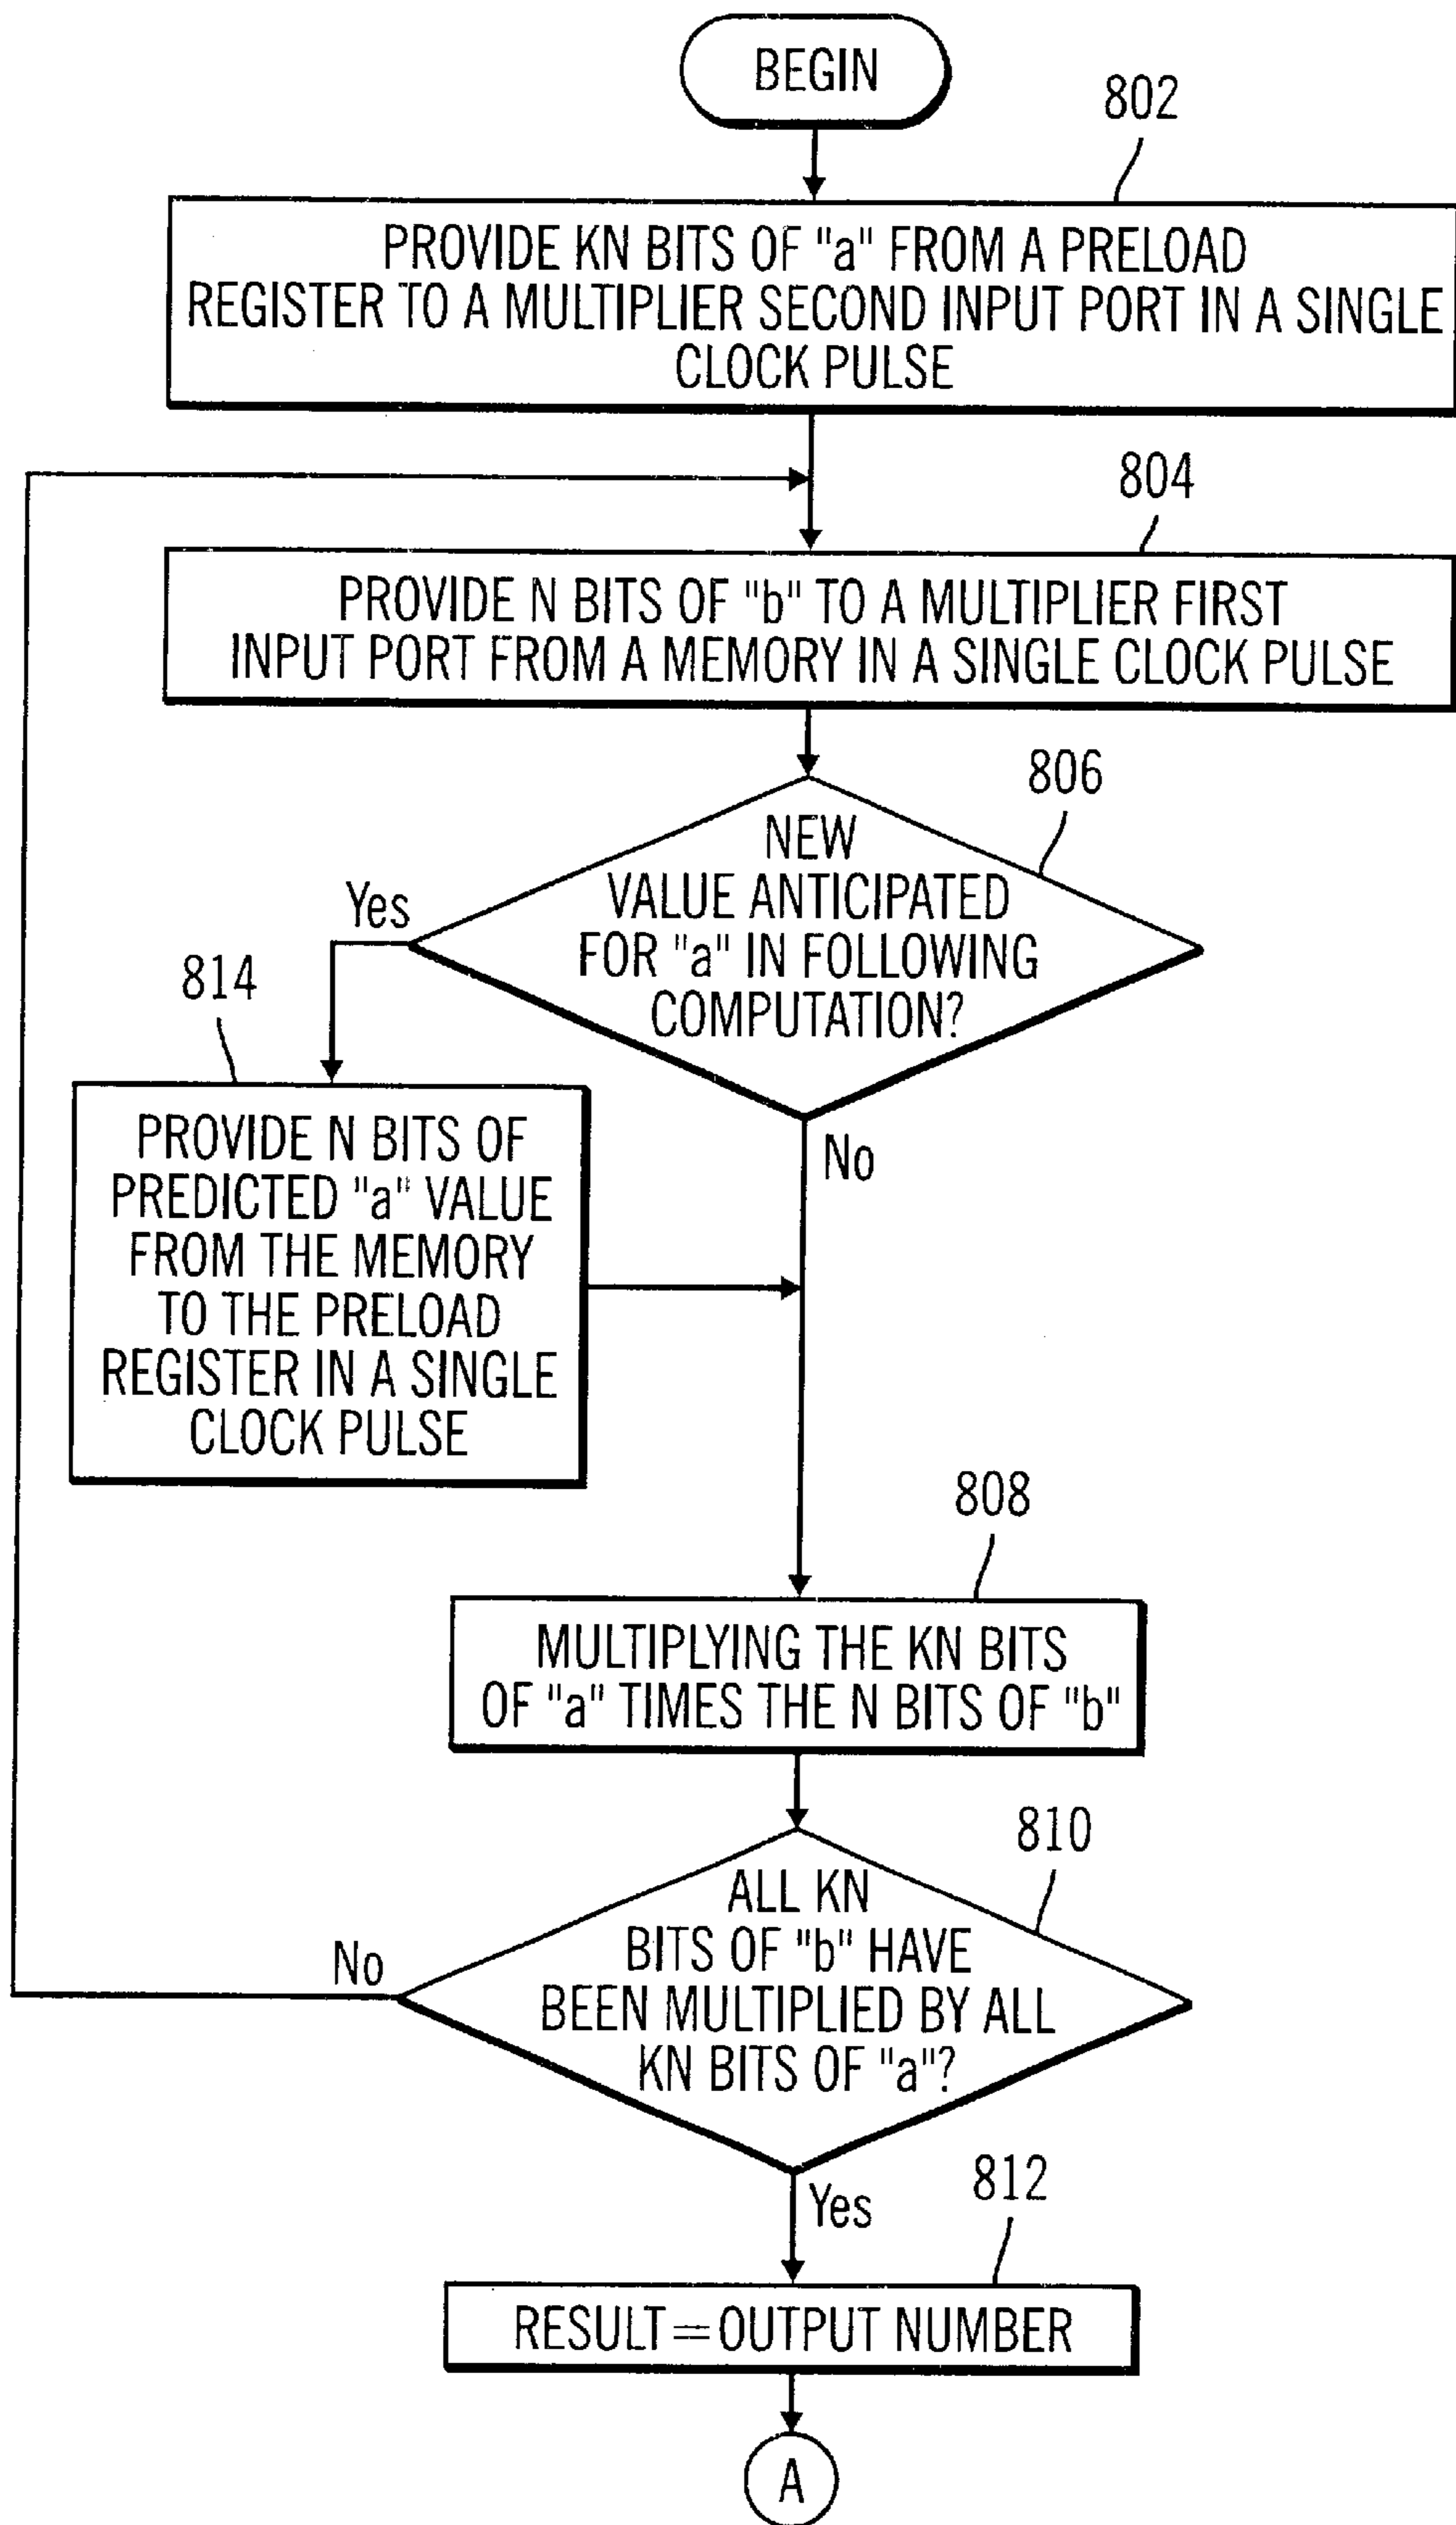 BEGIN
802
PROVIDE KN BITS OF "a" FROM A PRELOAD
REGISTER TO A MULTIPLIER SECOND INPUT PORT IN A SINGLE
CLOCK PULSE
804
PROVIDE N BITS OF "b" TO A MULTIPLIER FIRST
INPUT PORT FROM A MEMORY IN A SINGLE CLOCK PULSE
806
NEW
VALUE ANTICIPATED
FOR "a" IN FOLLOWING
COMPUTATION?
Yes
No
814
PROVIDE N BITS OF
PREDICTED "a" VALUE
FROM THE MEMORY
TO THE PRELOAD
REGISTER IN A SINGLE
CLOCK PULSE
808
MULTIPLYING THE KN BITS
OF "a" TIMES THE N BITS OF "b"
810
ALL KN
BITS OF "b" HAVE
BEEN MULTIPLIED BY ALL
KN BITS OF "a"?
No
Yes
812
RESULT=OUTPUT NUMBER
A